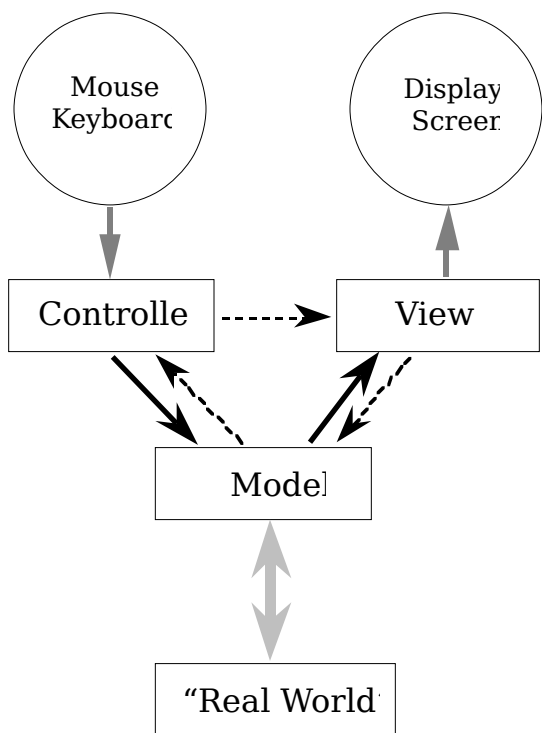 Mouse
Keyboard
Display
Screen
Controlle
View
Model
“Real World”